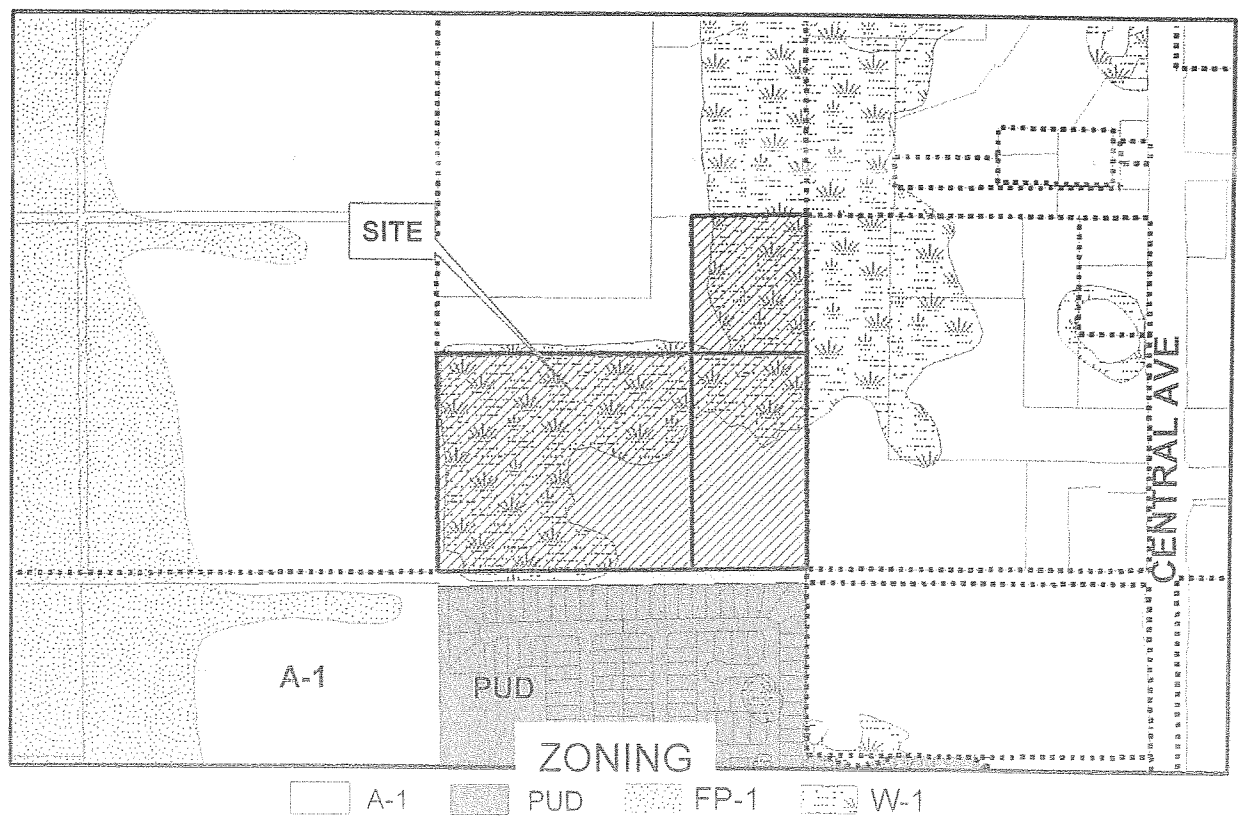 SITE
CENTRAL AVE
A-1
PUD
ZONING
A-1 PUD FP-1 W-1